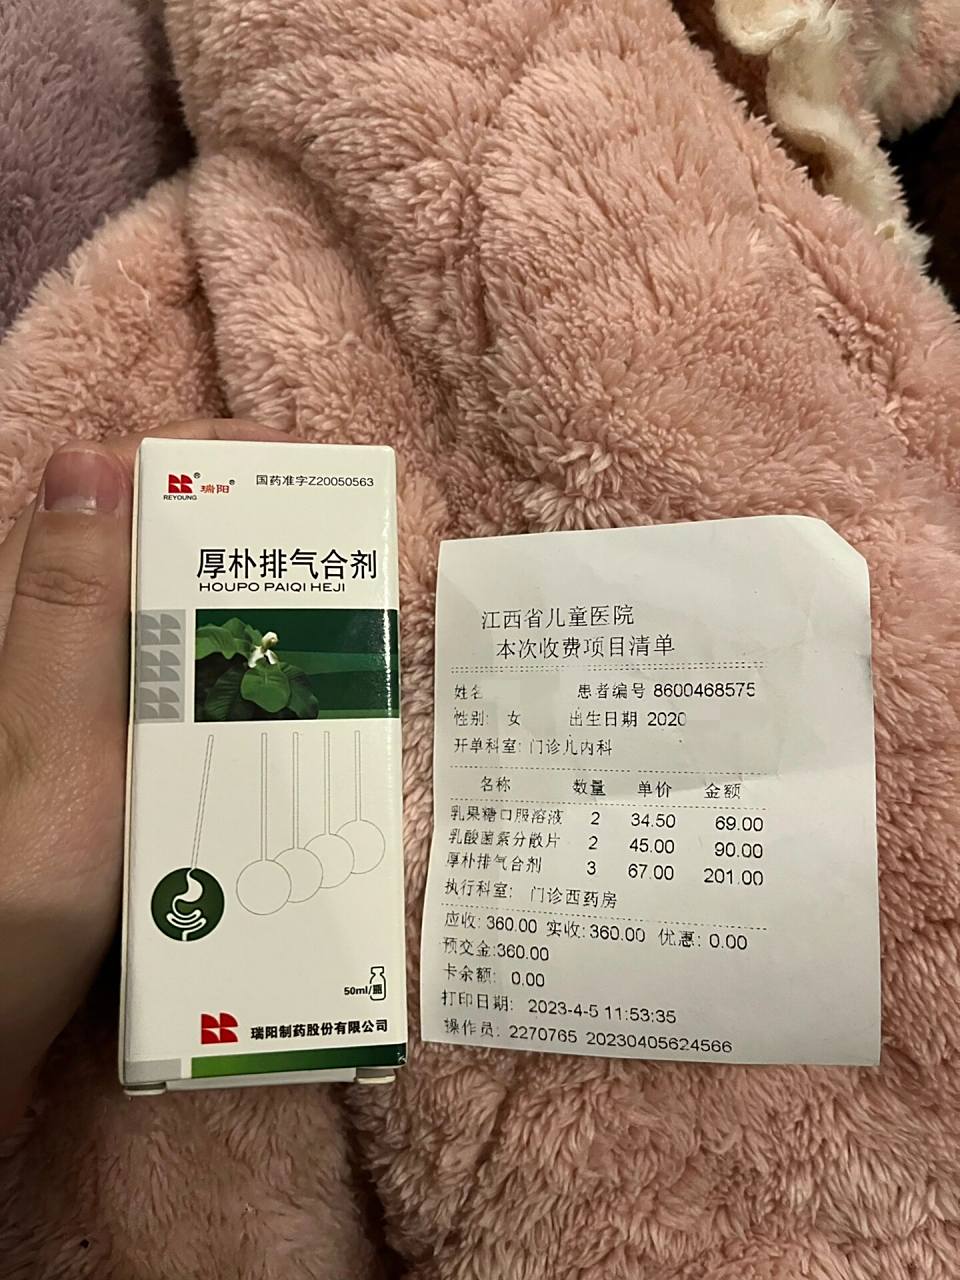 REYOUNG
瑞阳
国药准字Z20050563
厚朴排气合剂
HOUPO PAIQI HEJI
50ml/瓶
瑞阳制药股份有限公司
江西省儿童医院
本次收费项目清单
姓名 患者编号 8600468575
性别: 女 出生日期 2020
开单科室: 门诊儿内科
名称 数量 单价 金额
乳果糖口服溶液 2 34.50 69.00
乳酸菌素分散片 2 45.00 90.00
厚朴排气合剂 3 67.00 201.00
执行科室: 门诊西药房
应收: 360.00 实收: 360.00 优惠: 0.00
预交金:360.00
卡余额: 0.00
打印日期: 2023-4-5 11:53:35
操作员: 2270765 20230405624566